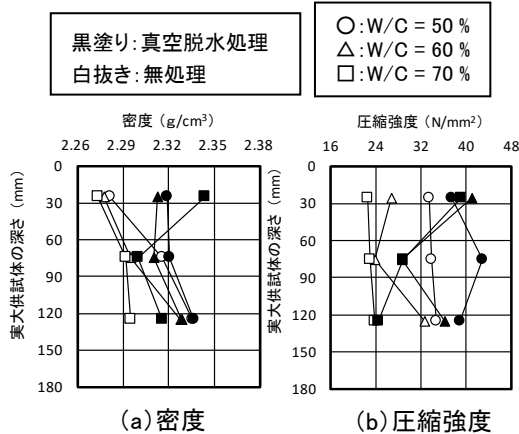 黒塗り：真空脱水処理
白抜き：無処理
○：W/C = 50 %
△：W/C = 60 %
□：W/C = 70 %
密度（g/cm³）
2.26 2.29 2.32 2.35 2.38
0
30
60
90
120
150
180
実大供試体の深さ（mm）
(a)密度
圧縮強度（N/mm²）
16 24 32 40 48
0
30
60
90
120
150
180
実大供試体の深さ（mm）
(b)圧縮強度